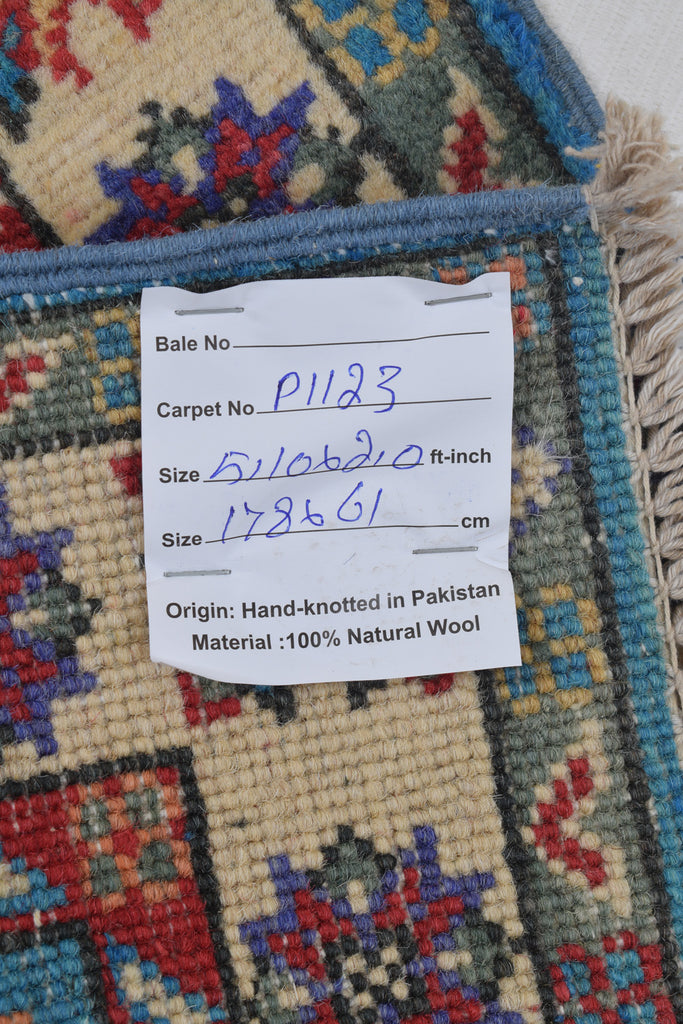 Bale No
Carpet No P1123
Size 5,10x2,0 ft-inch
Size 178x61 cm
Origin: Hand-knotted in Pakistan
Material :100% Natural Wool